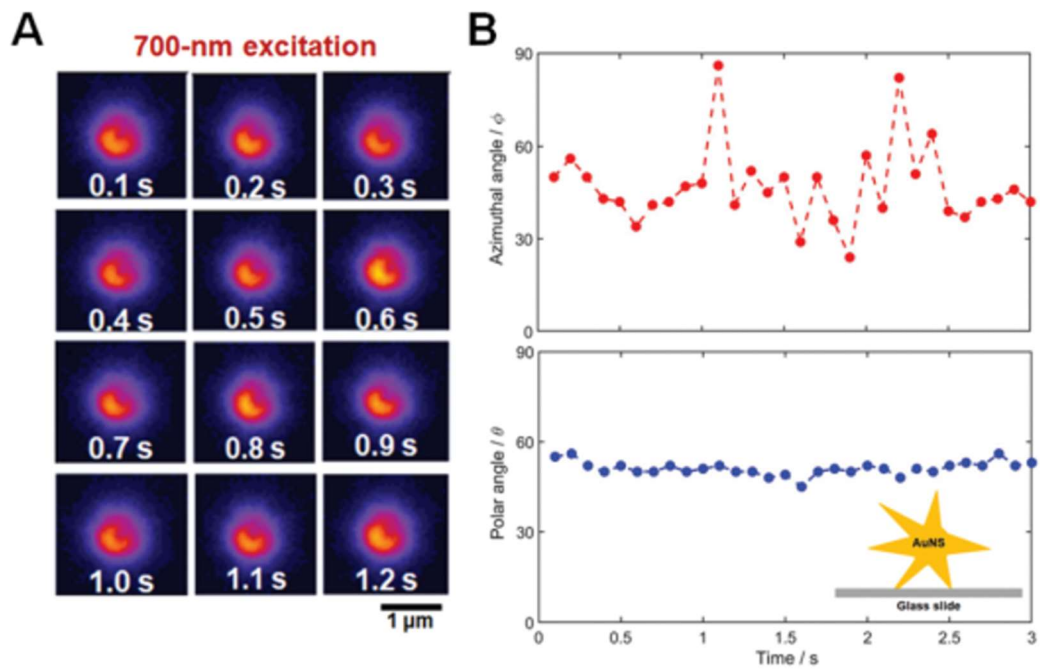 A
700-nm excitation
0.1 s
0.2 s
0.3 s
0.4 s
0.5 s
0.6 s
0.7 s
0.8 s
0.9 s
1.0 s
1.1 s
1.2 s
1 μm
B
90
60
30
0
Azimuthal angle / ϕ
90
60
30
0
Polar angle / θ
AuNS
Glass slide
0 0.5 1 1.5 2 2.5 3
Time / s